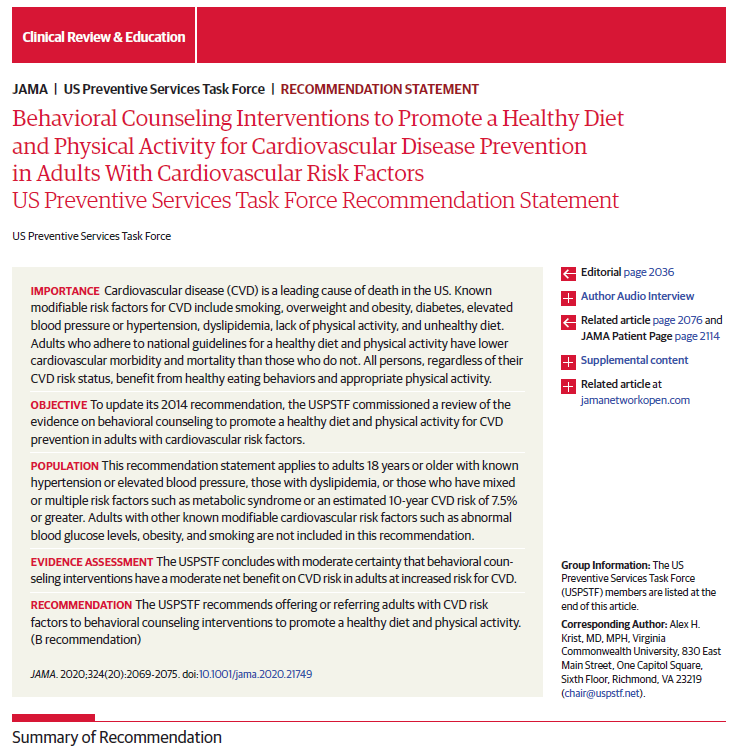 Clinical Review & Education
JAMA | US Preventive Services Task Force | RECOMMENDATION STATEMENT
Behavioral Counseling Interventions to Promote a Healthy Diet
and Physical Activity for Cardiovascular Disease Prevention
in Adults With Cardiovascular Risk Factors
US Preventive Services Task Force Recommendation Statement
US Preventive Services Task Force
IMPORTANCE Cardiovascular disease (CVD) is a leading cause of death in the US. Known
modifiable risk factors for CVD include smoking, overweight and obesity, diabetes, elevated
blood pressure or hypertension, dyslipidemia, lack of physical activity, and unhealthy diet.
Adults who adhere to national guidelines for a healthy diet and physical activity have lower
cardiovascular morbidity and mortality than those who do not. All persons, regardless of their
CVD risk status, benefit from healthy eating behaviors and appropriate physical activity.
OBJECTIVE To update its 2014 recommendation, the USPSTF commissioned a review of the
evidence on behavioral counseling to promote a healthy diet and physical activity for CVD
prevention in adults with cardiovascular risk factors.
POPULATION This recommendation statement applies to adults 18 years or older with known
hypertension or elevated blood pressure, those with dyslipidemia, or those who have mixed
or multiple risk factors such as metabolic syndrome or an estimated 10-year CVD risk of 7.5%
or greater. Adults with other known modifiable cardiovascular risk factors such as abnormal
blood glucose levels, obesity, and smoking are not included in this recommendation.
EVIDENCE ASSESSMENT The USPSTF concludes with moderate certainty that behavioral coun-
seling interventions have a moderate net benefit on CVD risk in adults at increased risk for CVD.
RECOMMENDATION The USPSTF recommends offering or referring adults with CVD risk
factors to behavioral counseling interventions to promote a healthy diet and physical activity.
(B recommendation)
JAMA. 2020;324(20):2069-2075. doi:10.1001/jama.2020.21749
Editorial page 2036
Author Audio Interview
Related article page 2076 and
JAMA Patient Page page 2114
Supplemental content
Related article at
jamanetworkopen.com
Group Information: The US
Preventive Services Task Force
(USPSTF) members are listed at the
end of this article.
Corresponding Author: Alex H.
Krist, MD, MPH, Virginia
Commonwealth University, 830 East
Main Street, One Capitol Square,
Sixth Floor, Richmond, VA 23219
(chair@uspstf.net).
Summary of Recommendation